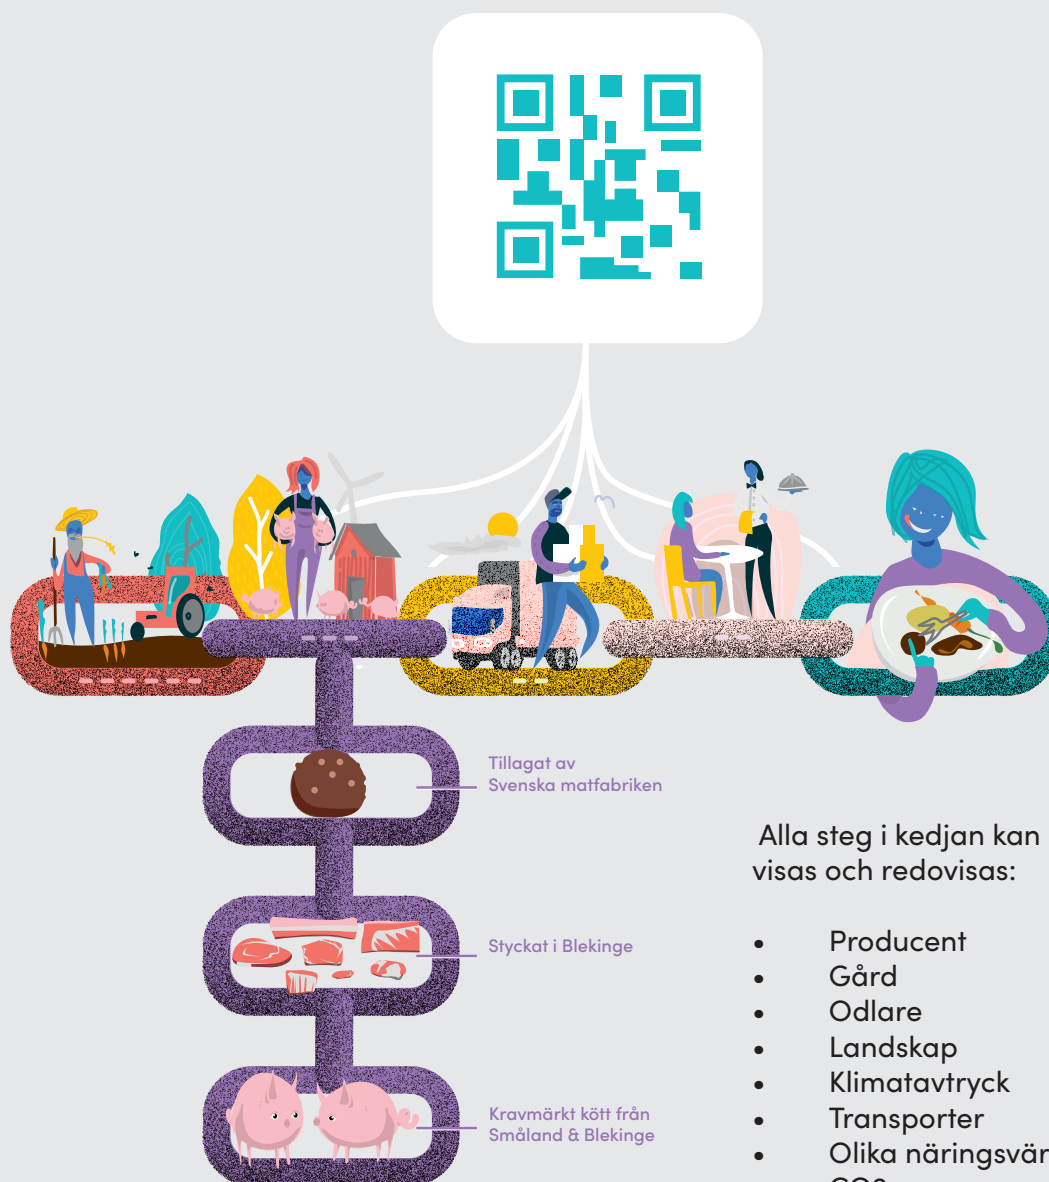 Tillagat av
Svenska matfabriken
Alla steg i kedjan kan
visas och redovisas:
Styckat i Blekinge
• Producent
• Gård
• Odlare
• Landskap
• Klimatavtryck
• Transporter
Kravmärkt kött från
Småland & Blekinge
• Olika